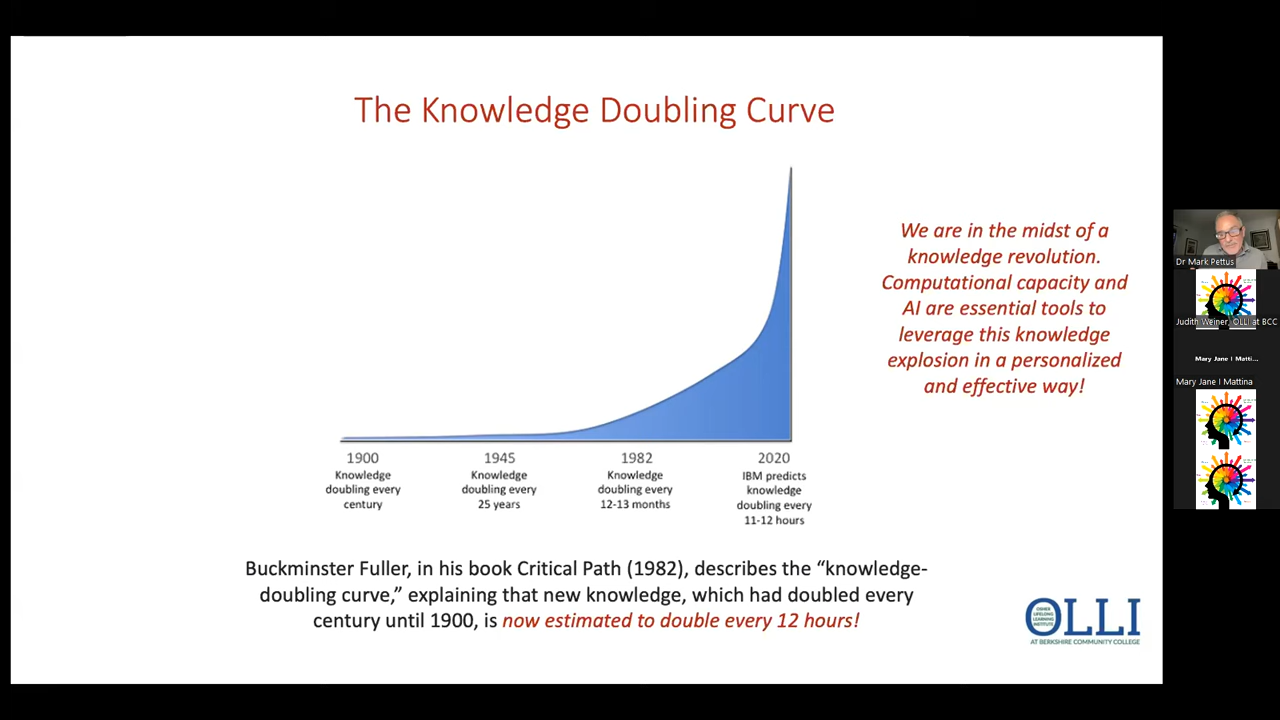 The Knowledge Doubling Curve
We are in the midst of a
knowledge revolution.
Computational capacity and
AI are essential tools to
leverage this knowledge
explosion in a personalized
and effective way!
1900
Knowledge
doubling every
century
1945
Knowledge
doubling every
25 years
1982
Knowledge
doubling every
12-13 months
2020
IBM predicts
knowledge
doubling every
11-12 hours
Buckminster Fuller, in his book Critical Path (1982), describes the “knowledge-
doubling curve,” explaining that new knowledge, which had doubled every
century until 1900, is now estimated to double every 12 hours!
OSHER
LIFELONG
LEARNING
INSTITUTE
OLLI
AT BERKSHIRE COMMUNITY COLLEGE
Dr Mark Pettus
Judith Weiner, OLLI at BCC
Mary Jane I Matti...
Mary Jane I Mattina